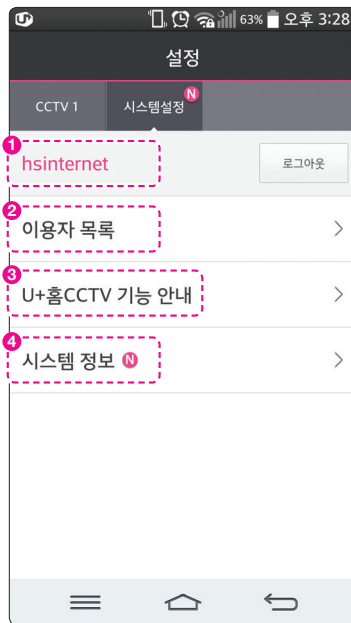 U+ 63% 오후 3:28
설정
CCTV 1 시스템설정 N
1
hsinternet 로그아웃
2
이용자 목록
3
U+홈CCTV 기능 안내
4
시스템 정보 N